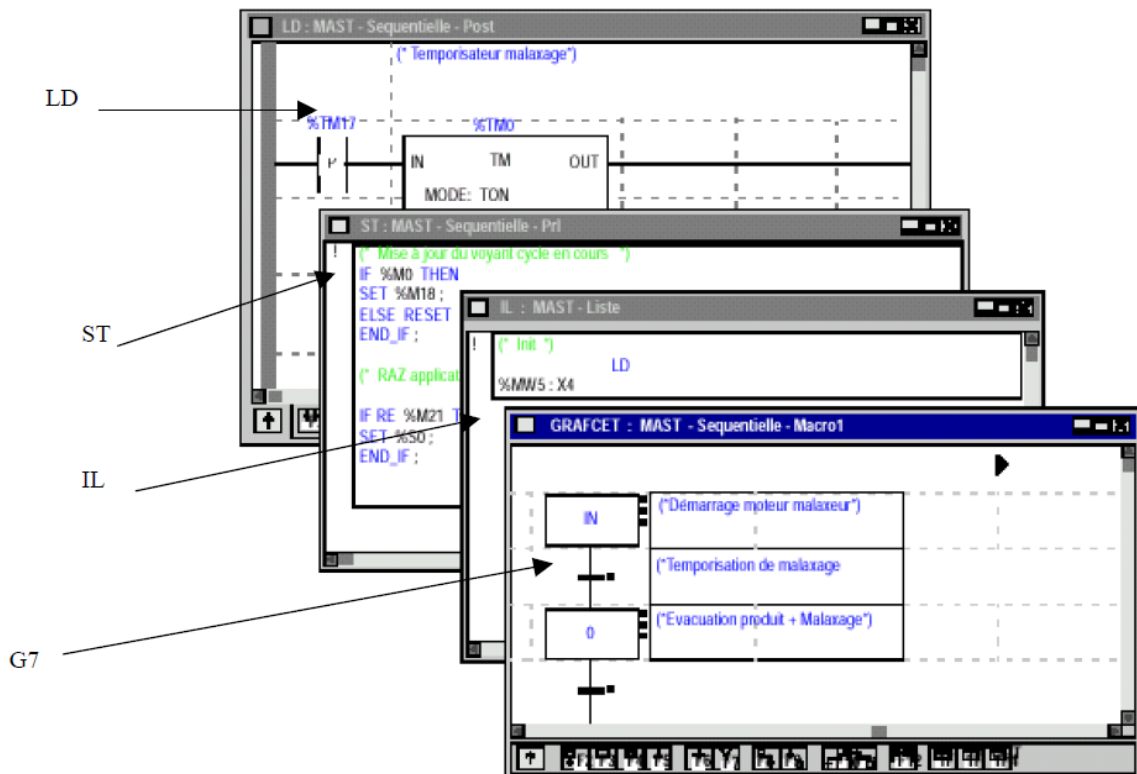 LD : MAST - Sequentielle - Post
(* Temporisateur malaxage*)
LD
%TM17
%TM0
P
IN TM OUT
MODE: TON
ST : MAST - Sequentielle - Prl
! (* Mise à jour du voyant cycle en cours *)
IF %M0 THEN
SET %M18 ;
ELSE RESET
END_IF ;
ST
(* RAZ applicat
IF RE %M21 T
SET %S0 ;
END_IF ;
IL : MAST - Liste
! (* Init *)
LD
%MW5 : X4
IL
GRAFCET : MAST - Sequentielle - Macro1
IN
(*Démarrage moteur malaxeur*)
(*Temporisation de malaxage
0
(*Evacuation produit + Malaxage*)
G7